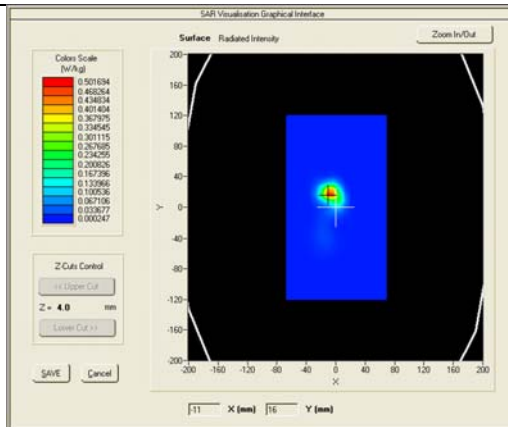 SAR Visualisation Graphical Interface
Surface Radiated Intensity
Zoom In/Out
Colors Scale
(W/kg)
0.501694
0.468264
0.434834
0.401404
0.367975
0.334545
0.301115
0.267685
0.234255
0.200826
0.167396
0.133966
0.100536
0.067106
0.033677
0.000247
Z-Cuts Control
<< Upper Cut
Z = 4.0 mm
Lower Cut >>
SAVE Cancel
200
160
120
80
40
0
-40
-80
-120
-160
-200
Y
-200 -160 -120 -80 -40 0 40 80 120 160 200
X
-11 X (mm) 16 Y (mm)